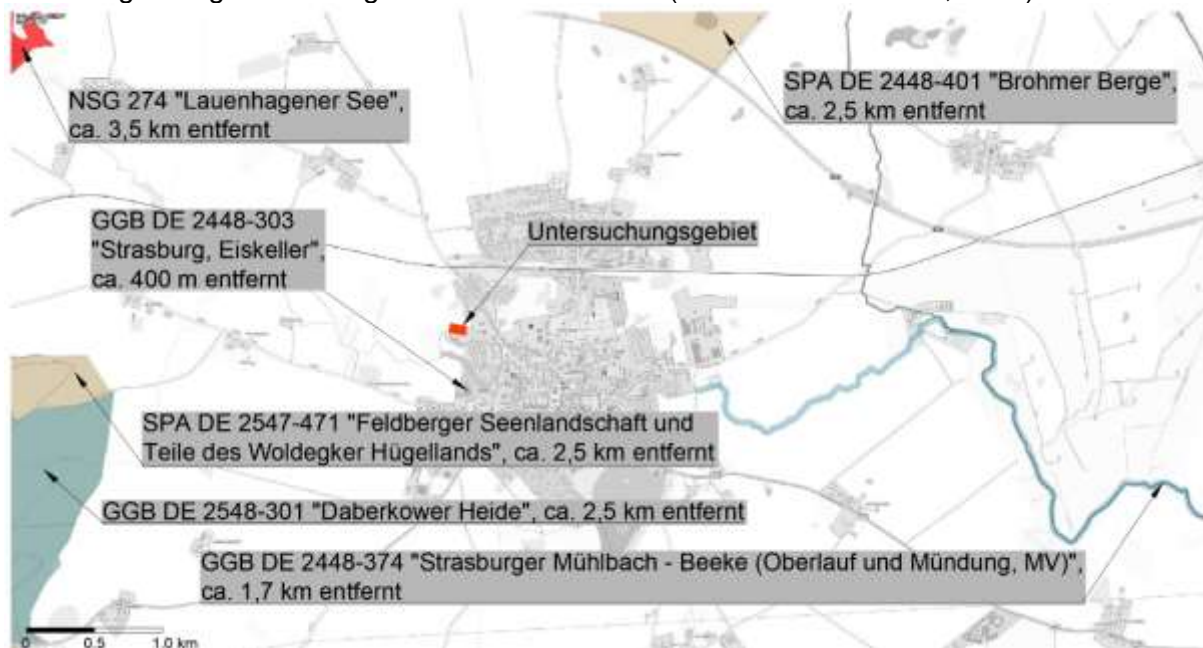 NSG 274 "Lauenhagener See",
ca. 3,5 km entfernt
SPA DE 2448-401 "Brohmer Berge",
ca. 2,5 km entfernt
GGB DE 2448-303
"Strasburg, Eiskeller",
ca. 400 m entfernt
Untersuchungsgebiet
SPA DE 2547-471 "Feldberger Seenlandschaft und
Teile des Woldegker Hügellands", ca. 2,5 km entfernt
GGB DE 2548-301 "Daberkower Heide", ca. 2,5 km entfernt
GGB DE 2448-374 "Strasburger Mühlbach - Beeke (Oberlauf und Mündung, MV)",
ca. 1,7 km entfernt
0 0.5 1.0 km